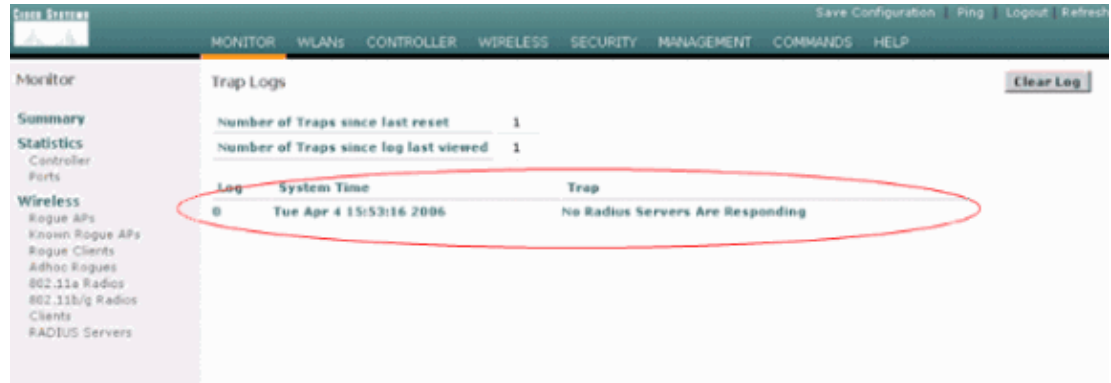 CISCO SYSTEMS
Save Configuration | Ping | Logout | Refresh
MONITOR WLANs CONTROLLER WIRELESS SECURITY MANAGEMENT COMMANDS HELP
Monitor
Summary
Statistics
Controller
Ports
Wireless
Rogue APs
Known Rogue APs
Rogue Clients
Adhoc Rogues
802.11a Radios
802.11b/g Radios
Clients
RADIUS Servers
Trap Logs
Clear Log
Number of Traps since last reset 1
Number of Traps since log last viewed 1
Log System Time Trap
0 Tue Apr 4 15:53:16 2006 No Radius Servers Are Responding